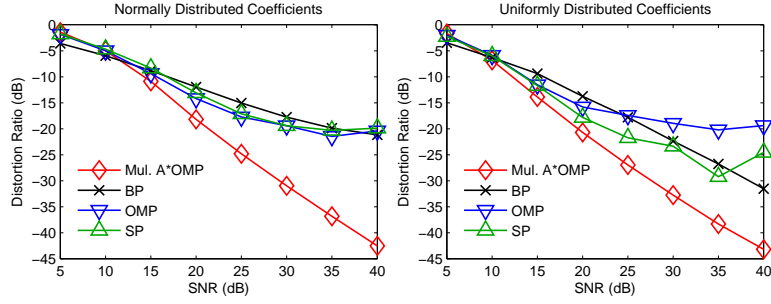 Normally Distributed Coefficients
0
−5
−10
−15
−20
−25
−30
−35
−40
−45
Distortion Ratio (dB)
Mul. A*OMP
BP
OMP
SP
5 10 15 20 25 30 35 40
SNR (dB)
Uniformly Distributed Coefficients
0
−5
−10
−15
−20
−25
−30
−35
−40
−45
Distortion Ratio (dB)
Mul. A*OMP
BP
OMP
SP
5 10 15 20 25 30 35 40
SNR (dB)